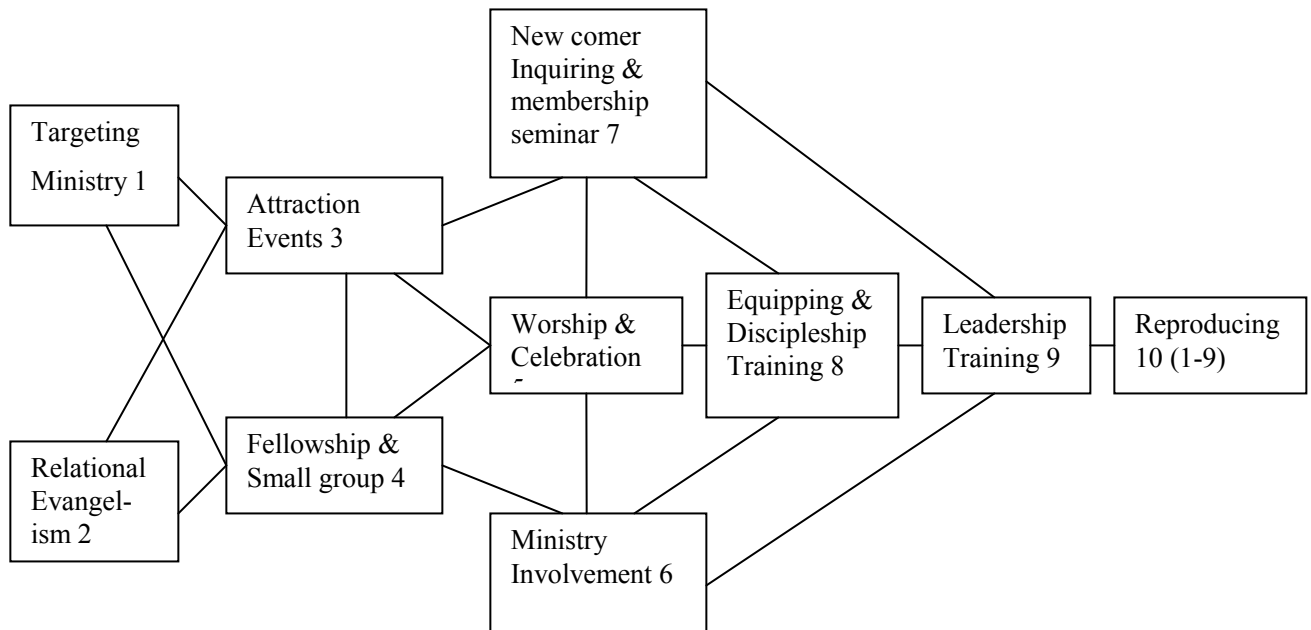 Targeting
Ministry 1
Relational
Evangel-
ism 2
Attraction
Events 3
Fellowship &
Small group 4
New comer
Inquiring &
membership
seminar 7
Worship &
Celebration
Ministry
Involvement 6
Equipping &
Discipleship
Training 8
Leadership
Training 9
Reproducing
10 (1-9)